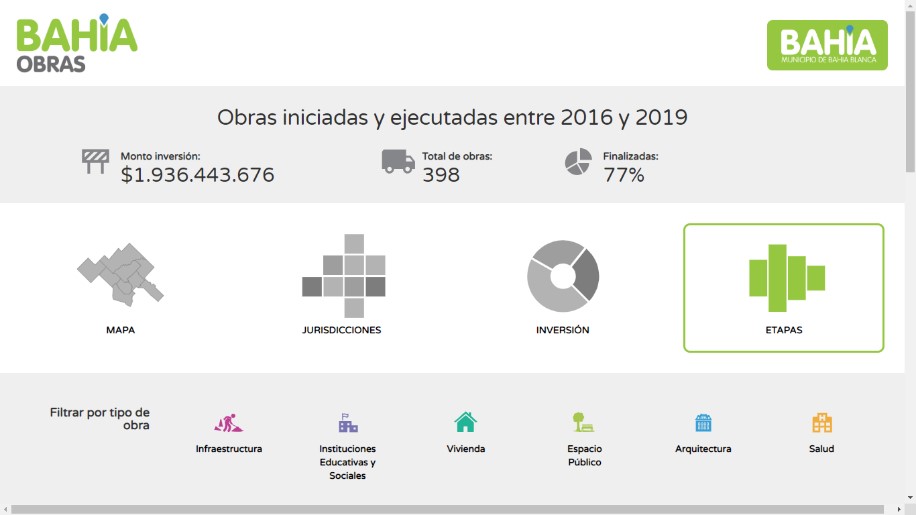 BAHIA
OBRAS
BAHIA
MUNICIPIO DE BAHIA BLANCA
Obras iniciadas y ejecutadas entre 2016 y 2019
Monto inversión:
$1.936.443.676
Total de obras:
398
Finalizadas:
77%
MAPA
JURISDICCIONES
INVERSIÓN
ETAPAS
Filtrar por tipo de
obra
Infraestructura
Instituciones
Educativas y
Sociales
Vivienda
Espacio
Público
Arquitectura
Salud